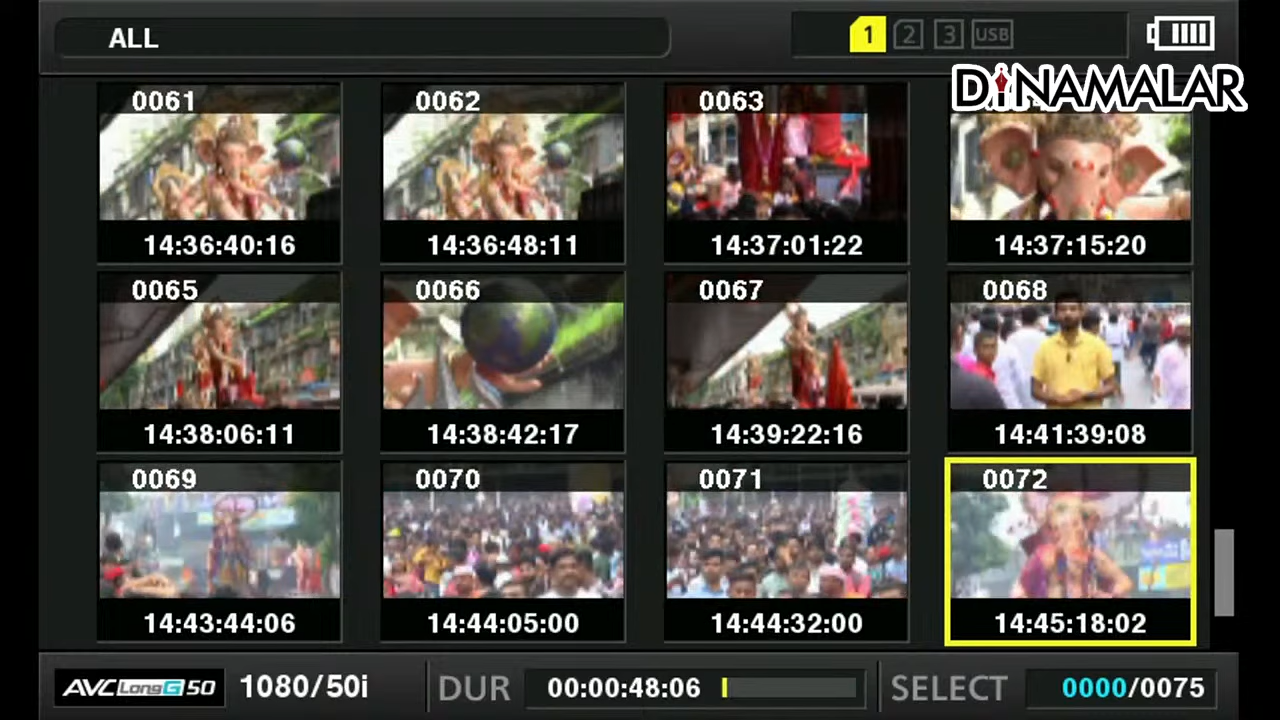 ALL
1 2 3 USB
DINAMALAR
0061 0062 0063
14:36:40:16 14:36:48:11 14:37:01:22 14:37:15:20
0065 0066 0067 0068
14:38:06:11 14:38:42:17 14:39:22:16 14:41:39:08
0069 0070 0071 0072
14:43:44:06 14:44:05:00 14:44:32:00 14:45:18:02
AVC LongG 50 1080/50i DUR 00:00:48:06 SELECT 0000/0075